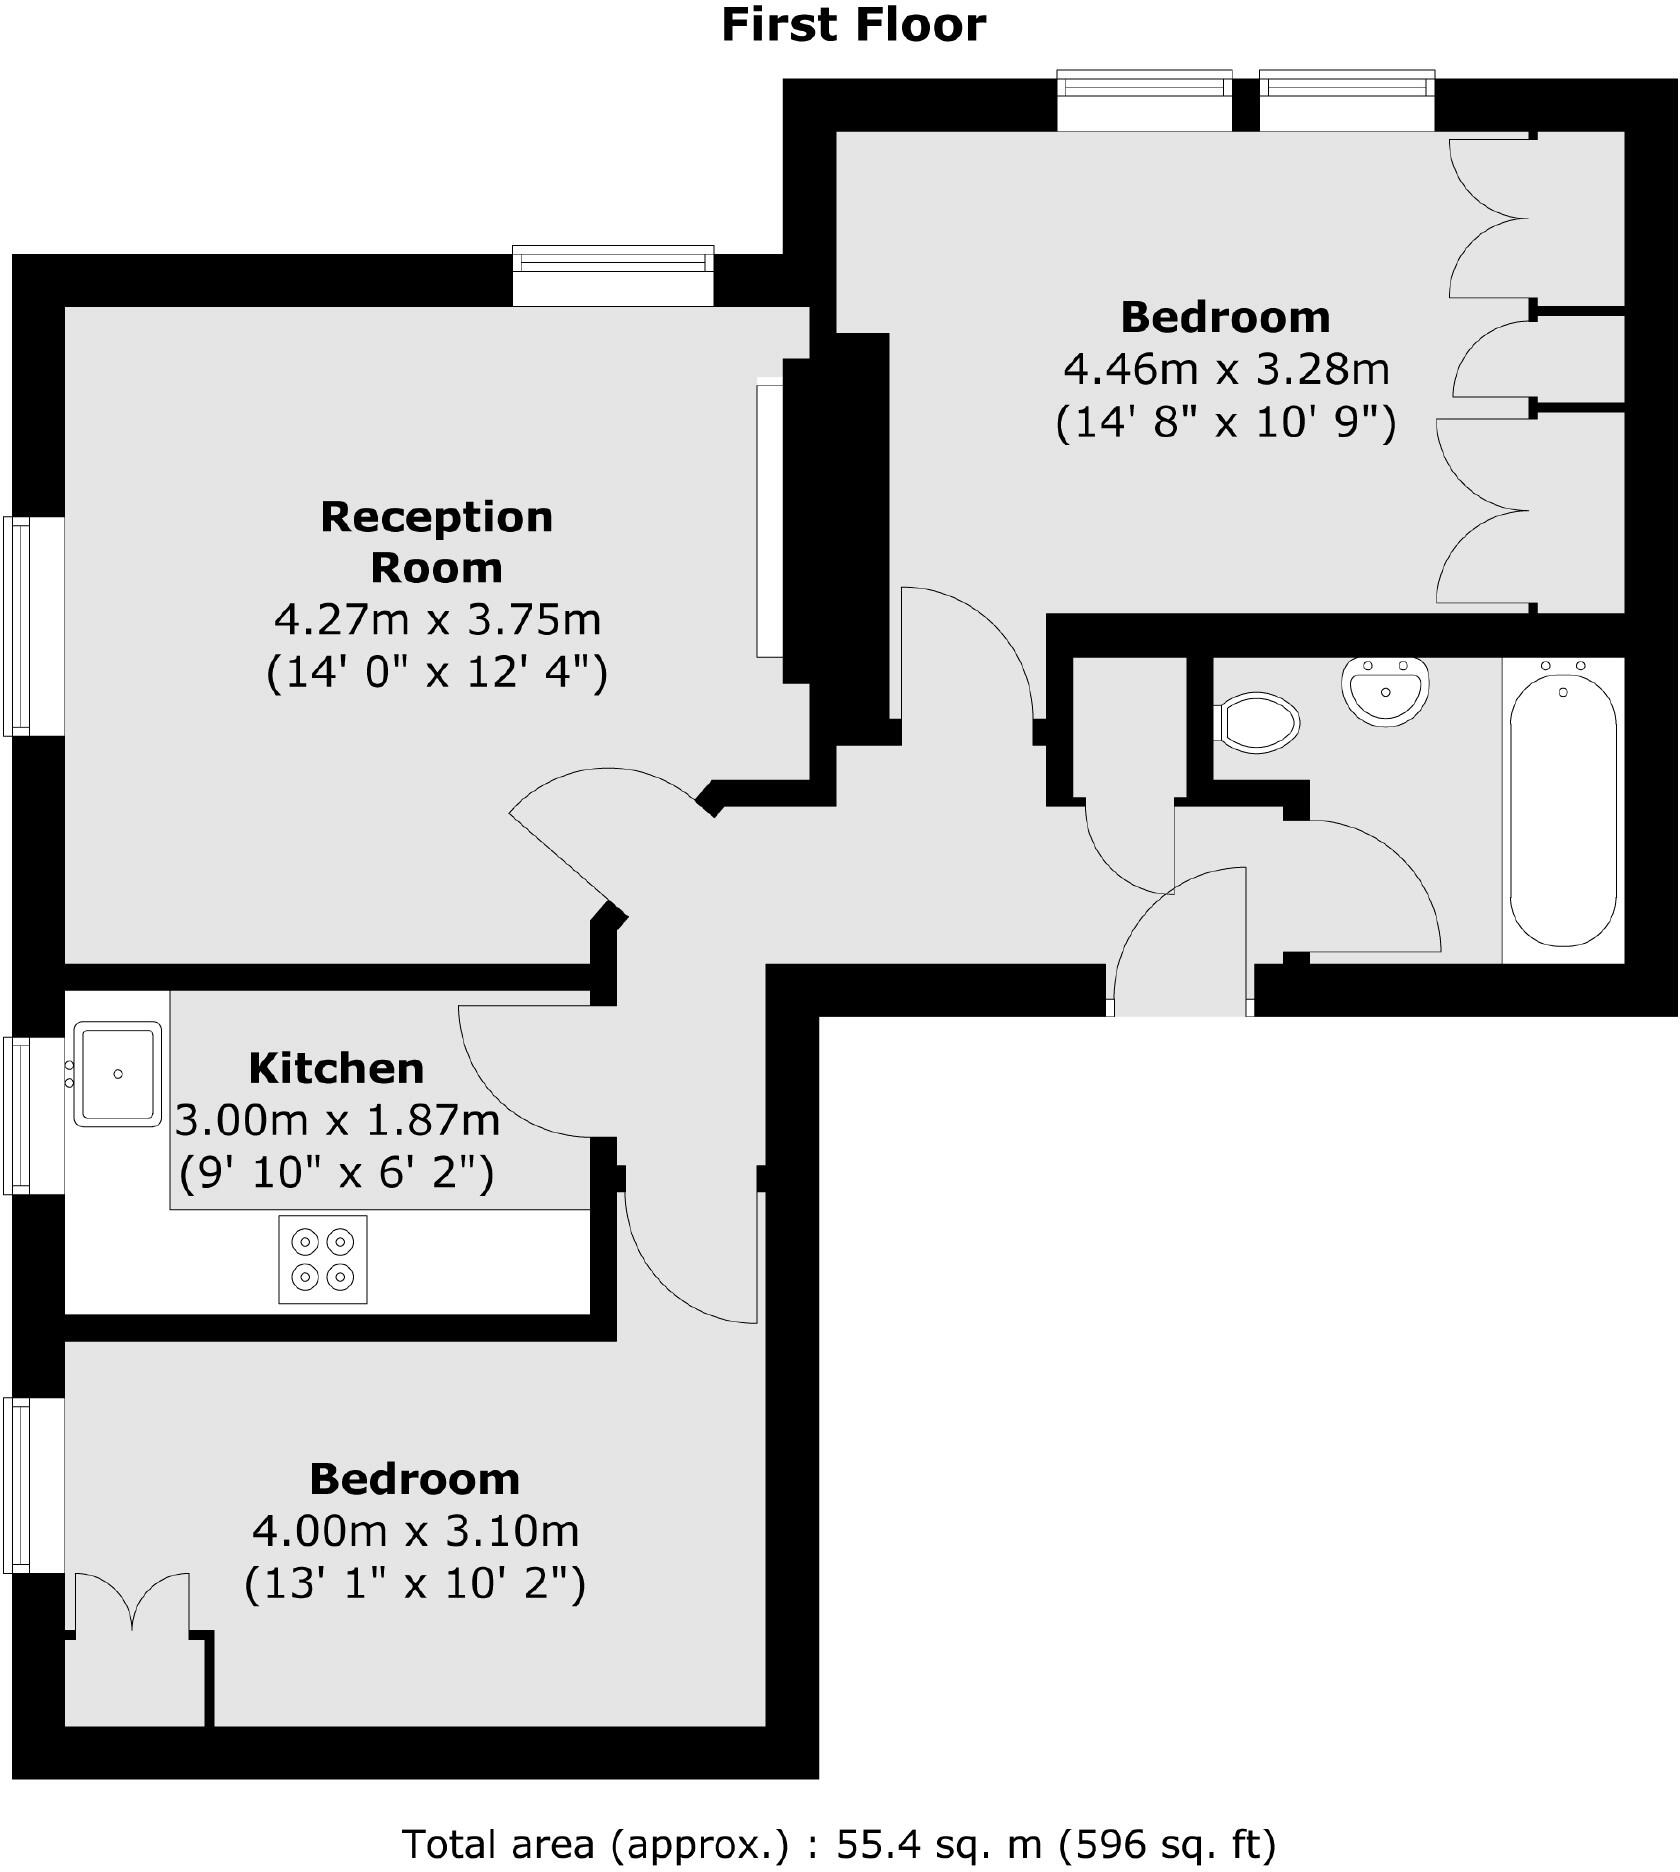 First Floor
Bedroom
4.46m x 3.28m
(14' 8" x 10' 9")
Reception
Room
4.27m x 3.75m
(14' 0" x 12' 4")
Kitchen
3.00m x 1.87m
(9' 10" x 6' 2")
Bedroom
4.00m x 3.10m
(13' 1" x 10' 2")
Total area (approx.) : 55.4 sq. m (596 sq. ft)